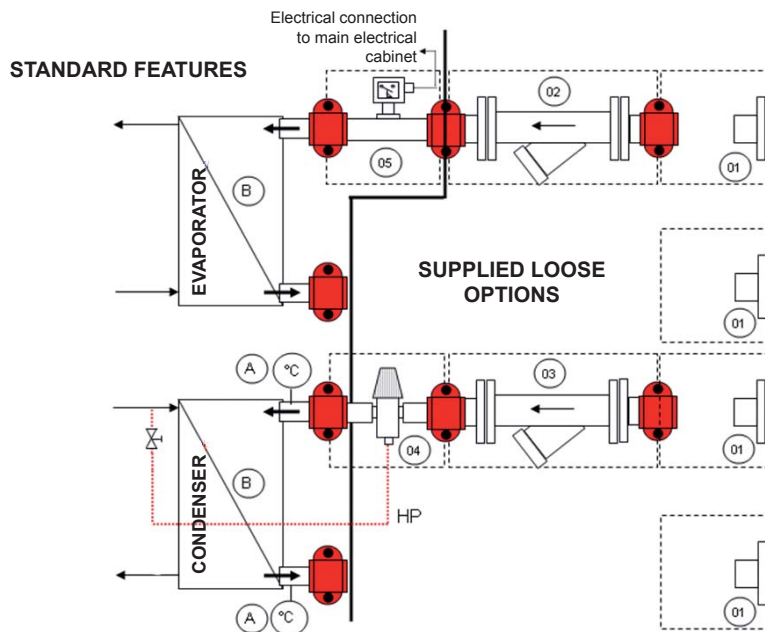 Electrical connection
to main electrical
cabinet
STANDARD FEATURES
02
05
01
B
EVAPORATOR
SUPPLIED LOOSE
OPTIONS
01
A
°C
03
04
01
B
CONDENSER
HP
01
A
°C